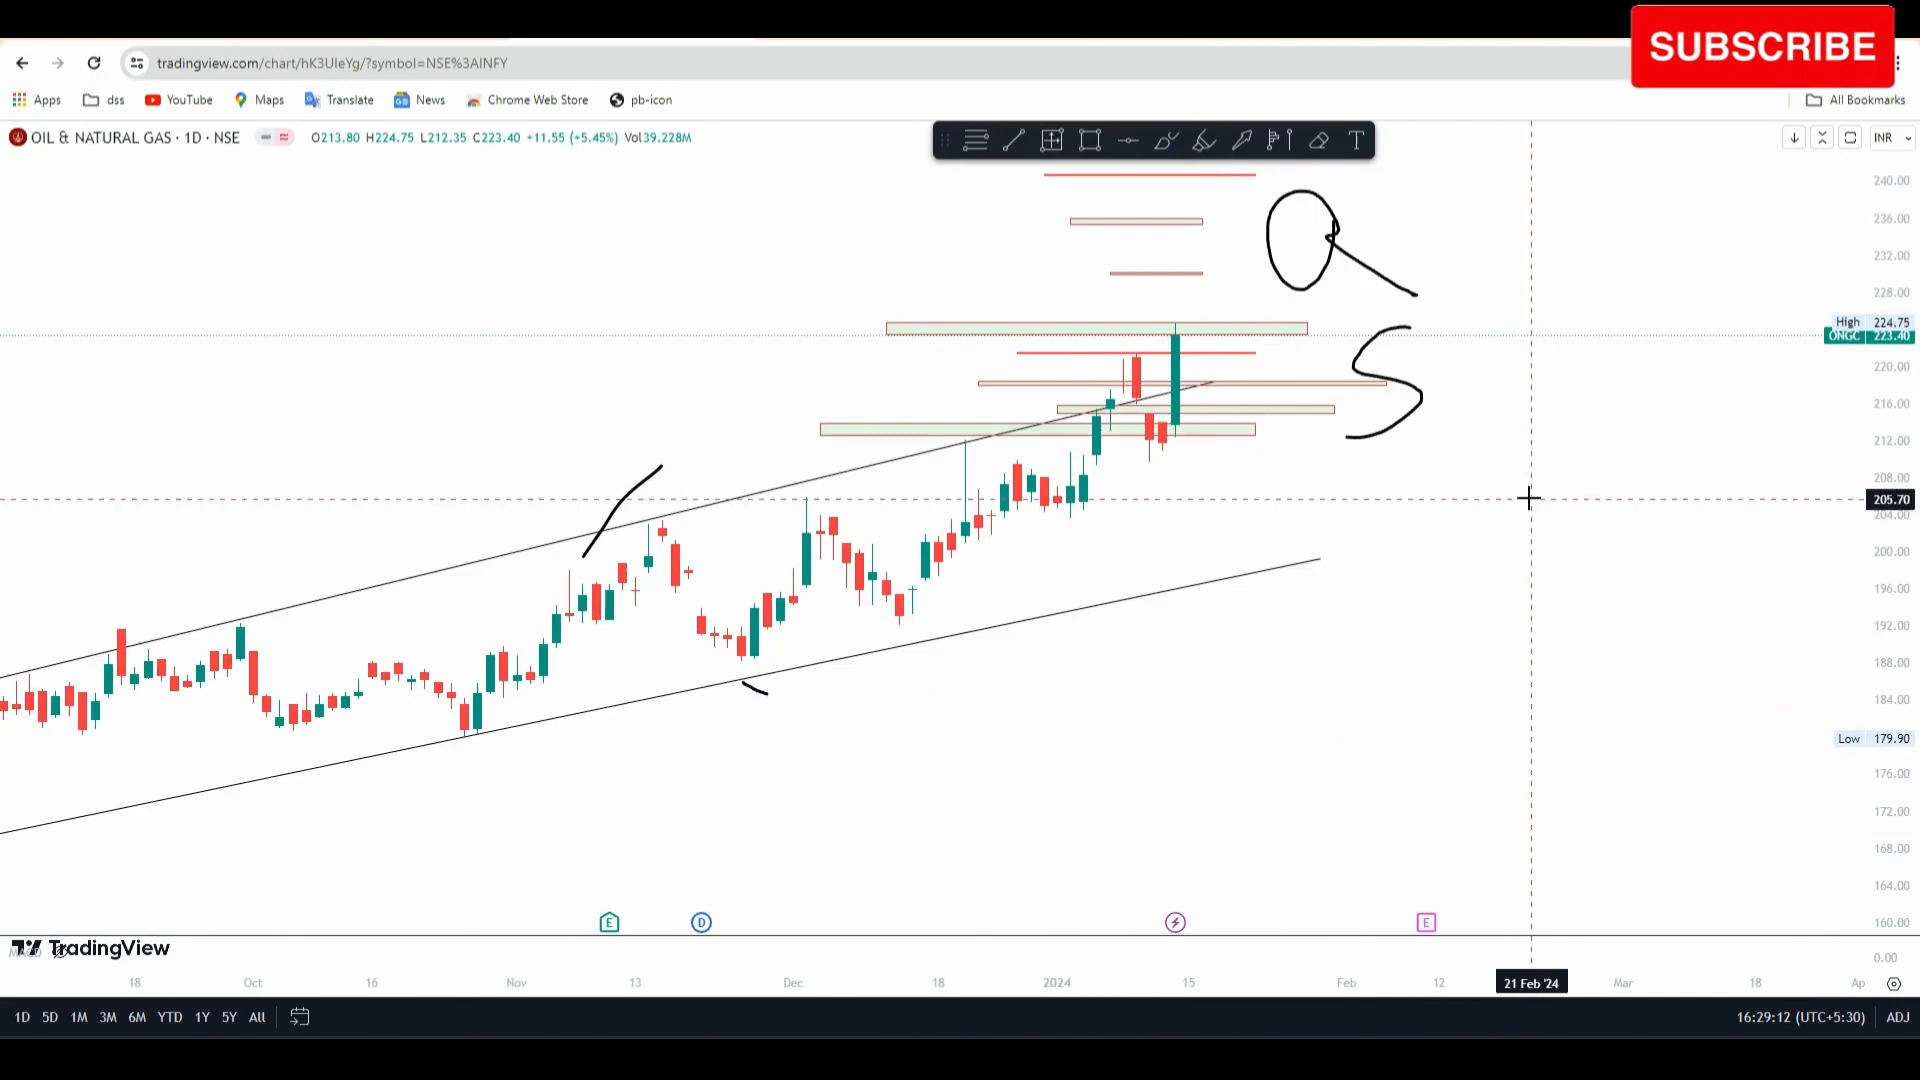 SUBSCRIBE
tradingview.com/chart/hK3UIeYg/?symbol=NSE%3AINFY
Apps dss YouTube Maps Translate News Chrome Web Store pb-icon All Bookmarks
OIL & NATURAL GAS · 1D · NSE O213.80 H224.75 L212.35 C223.40 +11.55 (+5.45%) Vol39.228M INR
240.00
236.00
232.00
228.00
High 224.75
ONGC 223.40
220.00
216.00
212.00
208.00
205.70
204.00
200.00
196.00
192.00
188.00
184.00
Low 179.90
176.00
172.00
168.00
164.00
160.00
E D E
TradingView
0.00
18 Oct 16 Nov 13 Dec 18 2024 15 Feb 12 21 Feb '24 Mar 18 Ap
1D 5D 1M 3M 6M YTD 1Y 5Y All 16:29:12 (UTC+5:30) ADJ